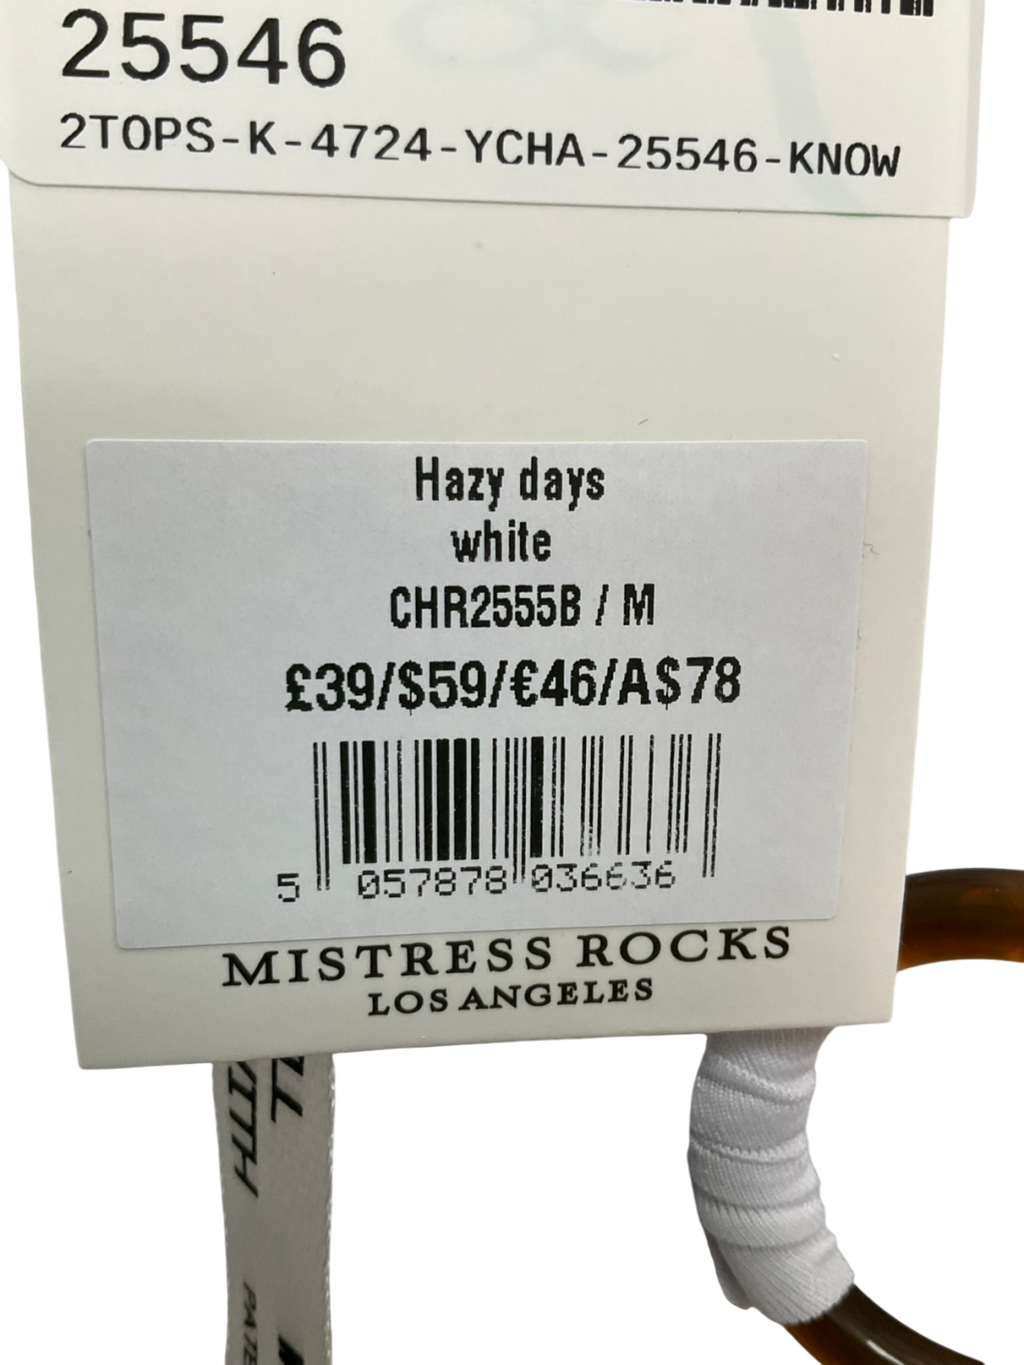 25546
2TOPS-K-4724-YCHA-25546-KNOW
Hazy days
white
CHR2555B / M
£39/$59/€46/A$78
5 057878 036636
MISTRESS ROCKS
LOS ANGELES